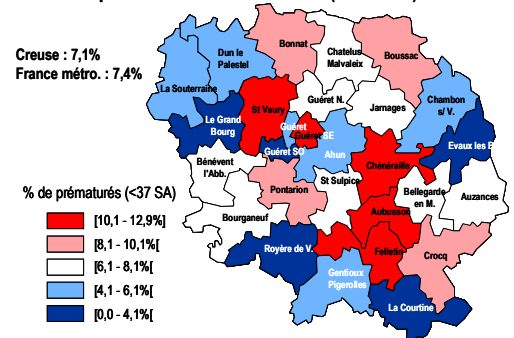 Creuse : 7,1%
France métro. : 7,4%
Bonnat
Chatelus
Malvaleix
Boussac
Dun le
Palestel
La Souterraine
St Vaury
Guéret N.
Jarnages
Chambon
s/ V.
Le Grand
Bourg
Guéret
Guéret SE
Evaux les B
Guéret SO
Ahun
Bénévent
l'Abb.
Chénéraille
St Sulpice
Pontarion
Bellegarde
en M.
Auzances
Bourganeuf
Aubusson
Royère de V.
Felletin
Crocq
Gentioux
Pigerolles
La Courtine
% de prématurés (<37 SA)
[10,1 - 12,9%]
[8,1 - 10,1%[
[6,1 - 8,1%[
[4,1 - 6,1%[
[0,0 - 4,1%[